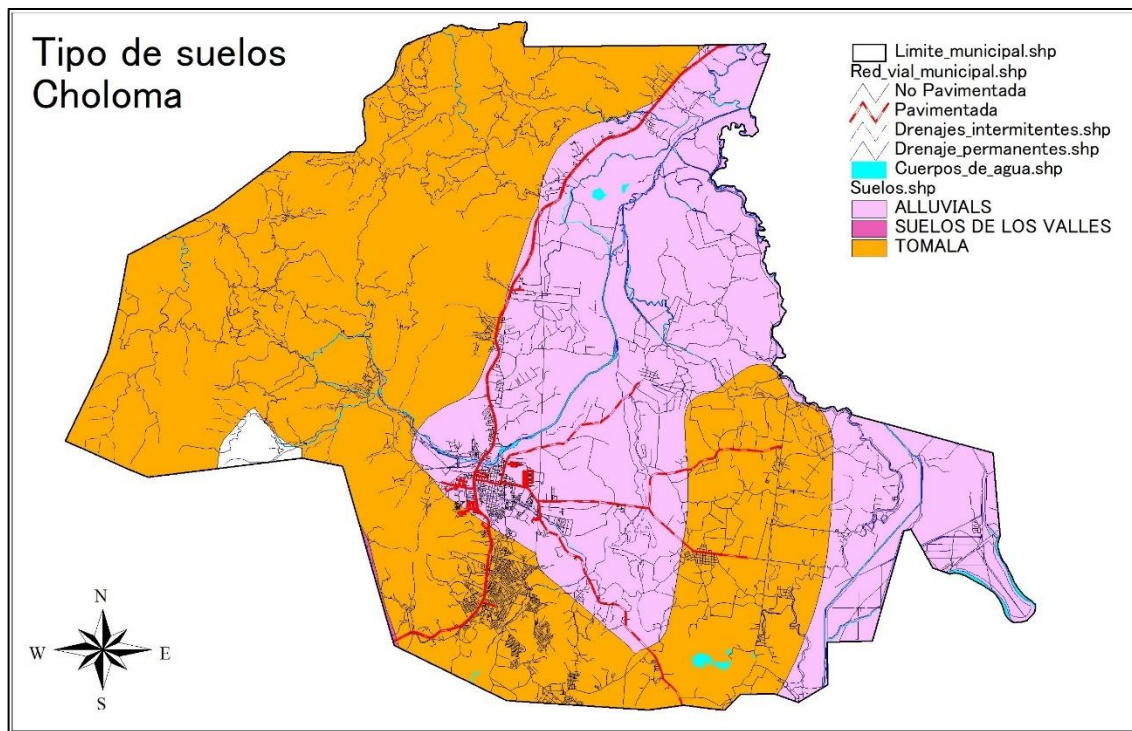 Tipo de suelos
Choloma
Limite_municipal.shp
Red_vial_municipal.shp
No Pavimentada
Pavimentada
Drenajes_intermitentes.shp
Drenaje_permanentes.shp
Cuerpos_de_agua.shp
Suelos.shp
ALLUVIALS
SUELOS DE LOS VALLES
TOMALA
N
W
E
S